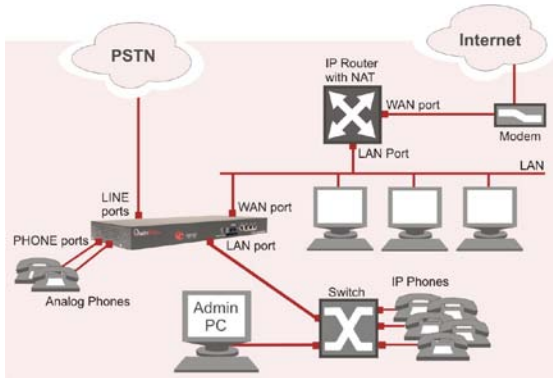 PSTN
Internet
IP Router
with NAT
WAN port
Modem
LAN Port
LAN
LINE
ports
WAN port
PHONE ports
LAN port
Analog Phones
Admin
PC
Switch
IP Phones